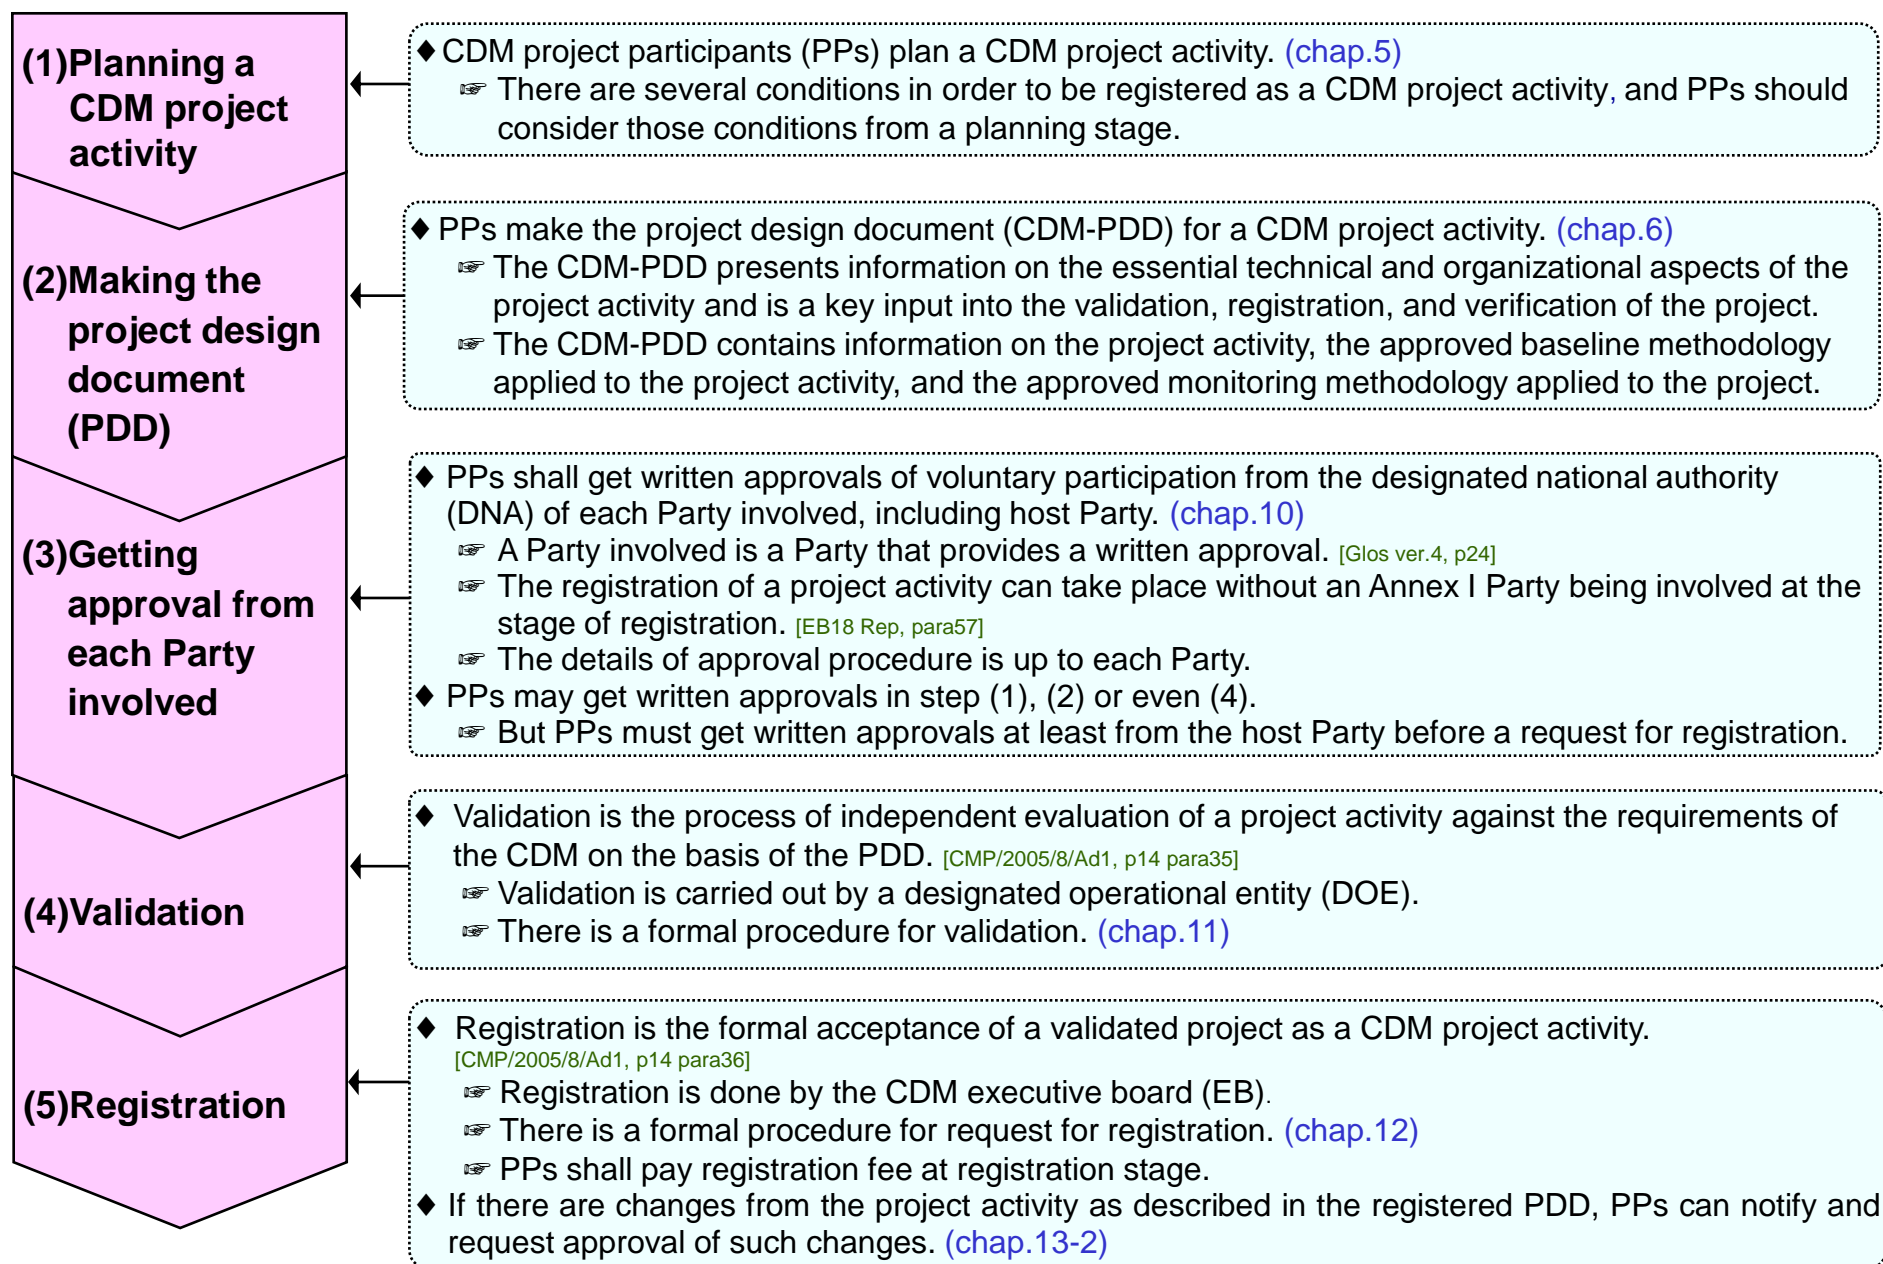 (1)Planning a
CDM project
activity
♦ CDM project participants (PPs) plan a CDM project activity. (chap.5)
☞ There are several conditions in order to be registered as a CDM project activity, and PPs should
consider those conditions from a planning stage.
(2)Making the
project design
document
(PDD)
♦ PPs make the project design document (CDM-PDD) for a CDM project activity. (chap.6)
☞ The CDM-PDD presents information on the essential technical and organizational aspects of the
project activity and is a key input into the validation, registration, and verification of the project.
☞ The CDM-PDD contains information on the project activity, the approved baseline methodology
applied to the project activity, and the approved monitoring methodology applied to the project.
(3)Getting
approval from
each Party
involved
♦ PPs shall get written approvals of voluntary participation from the designated national authority
(DNA) of each Party involved, including host Party. (chap.10)
☞ A Party involved is a Party that provides a written approval. [Glos ver.4, p24]
☞ The registration of a project activity can take place without an Annex I Party being involved at the
stage of registration. [EB18 Rep, para57]
☞ The details of approval procedure is up to each Party.
♦ PPs may get written approvals in step (1), (2) or even (4).
☞ But PPs must get written approvals at least from the host Party before a request for registration.
(4)Validation
♦ Validation is the process of independent evaluation of a project activity against the requirements of
the CDM on the basis of the PDD. [CMP/2005/8/Ad1, p14 para35]
☞ Validation is carried out by a designated operational entity (DOE).
☞ There is a formal procedure for validation. (chap.11)
(5)Registration
♦ Registration is the formal acceptance of a validated project as a CDM project activity.
[CMP/2005/8/Ad1, p14 para36]
☞ Registration is done by the CDM executive board (EB).
☞ There is a formal procedure for request for registration. (chap.12)
☞ PPs shall pay registration fee at registration stage.
♦ If there are changes from the project activity as described in the registered PDD, PPs can notify and
request approval of such changes. (chap.13-2)